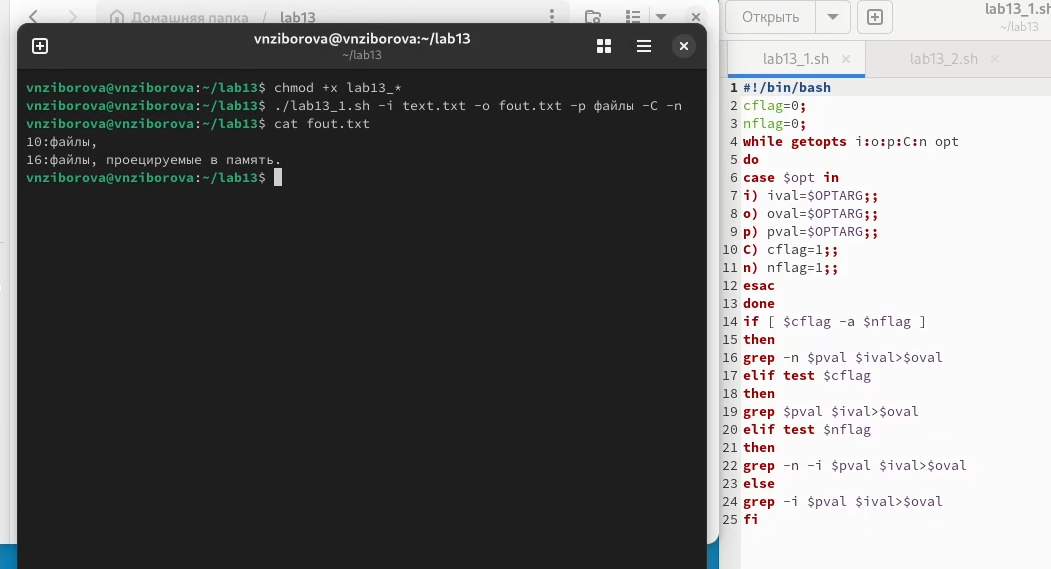 Домашняя папка / lab13
vnziborova@vnziborova:~/lab13
~/lab13
vnziborova@vnziborova:~/lab13$ chmod +x lab13_*
vnziborova@vnziborova:~/lab13$ ./lab13_1.sh -i text.txt -o fout.txt -p файлы -C -n
vnziborova@vnziborova:~/lab13$ cat fout.txt
10:файлы,
16:файлы, проецируемые в память.
vnziborova@vnziborova:~/lab13$
Открыть
lab13_1.sh
~/lab13
lab13_1.sh
lab13_2.sh
1 #!/bin/bash
2 cflag=0;
3 nflag=0;
4 while getopts i:o:p:C:n opt
5 do
6 case $opt in
7 i) ival=$OPTARG;;
8 o) oval=$OPTARG;;
9 p) pval=$OPTARG;;
10 C) cflag=1;;
11 n) nflag=1;;
12 esac
13 done
14 if [ $cflag -a $nflag ]
15 then
16 grep -n $pval $ival>$oval
17 elif test $cflag
18 then
19 grep $pval $ival>$oval
20 elif test $nflag
21 then
22 grep -n -i $pval $ival>$oval
23 else
24 grep -i $pval $ival>$oval
25 fi